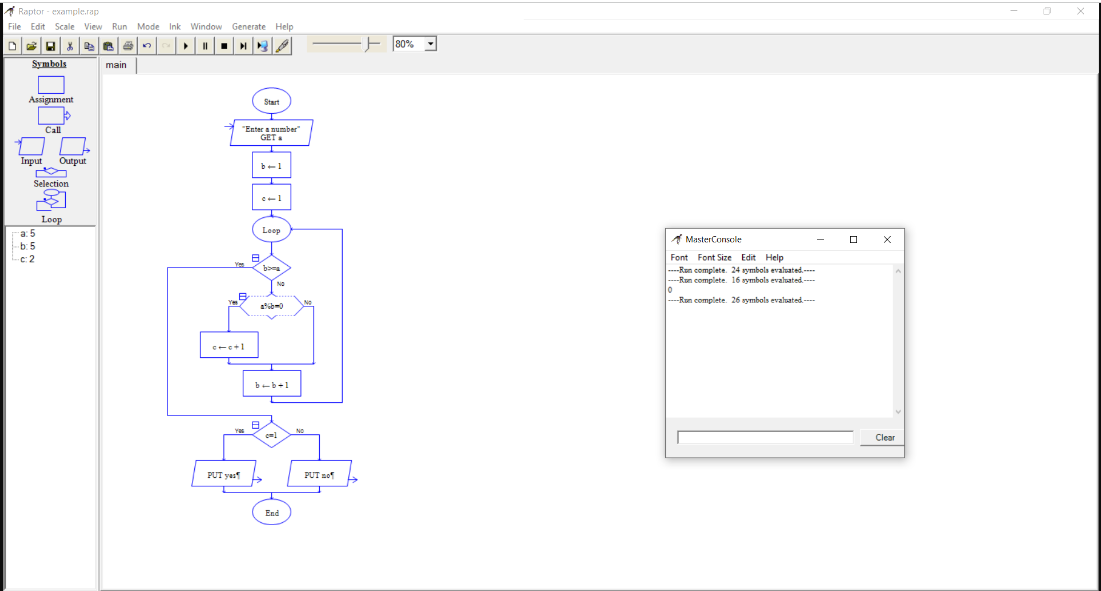 Raptor - example.rap
File Edit Scale View Run Mode Ink Window Generate Help
80%
Symbols
Assignment
Call
Input Output
Selection
Loop
a: 5
b: 5
c: 2
main
Start
"Enter a number"
GET a
b ← 1
c ← 1
Loop
Yes
b>=a
No
Yes
a%b=0
No
c ← c + 1
b ← b + 1
Yes
c=1
No
PUT yes¶
PUT no¶
End
MasterConsole
Font Font Size Edit Help
----Run complete. 24 symbols evaluated.----
----Run complete. 16 symbols evaluated.----
0
----Run complete. 26 symbols evaluated.----
Clear